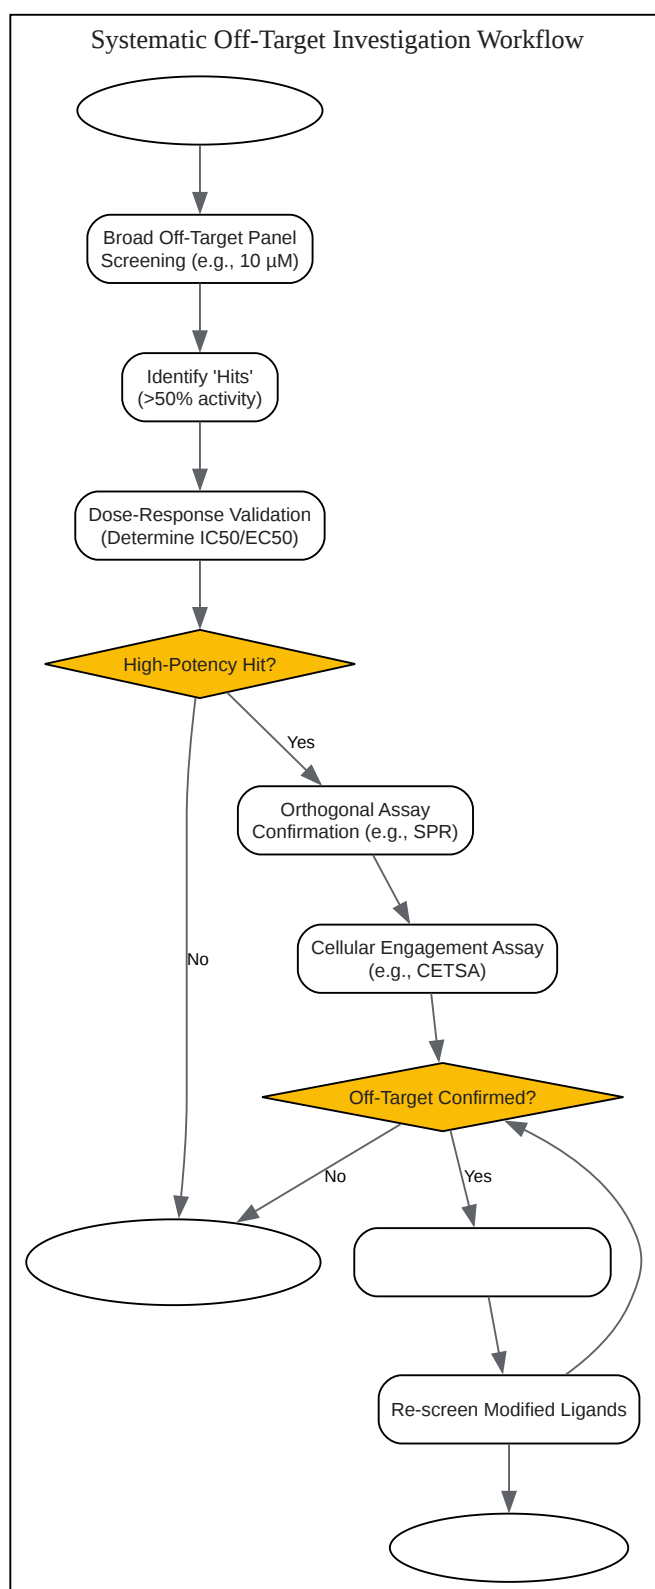 Systematic Off-Target Investigation Workflow
Broad Off-Target Panel
Screening (e.g., 10 µM)
Identify 'Hits'
(>50% activity)
Dose-Response Validation
(Determine IC50/EC50)
High-Potency Hit?
Yes
Orthogonal Assay
Confirmation (e.g., SPR)
Cellular Engagement Assay
(e.g., CETSA)
No
Off-Target Confirmed?
No
Yes
Re-screen Modified Ligands